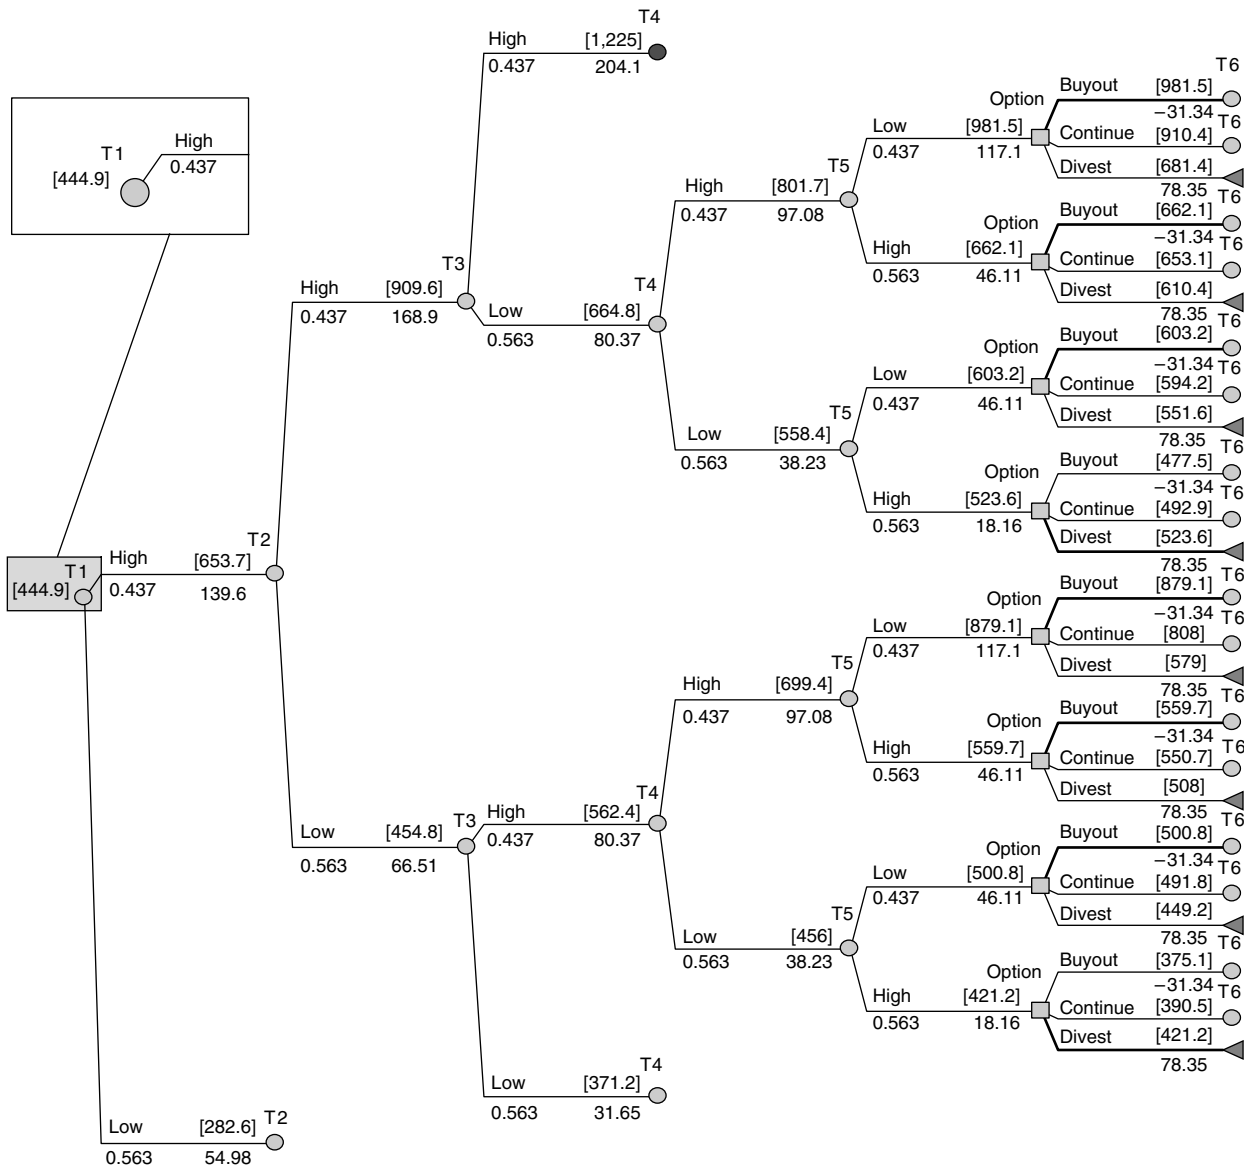 T4
High [1,225]
0.437 204.1
T1 High
[444.9] 0.437
T3
High [909.6]
0.437 168.9
Low [664.8] T4
0.563 80.37
High [801.7] T5
0.437 97.08
Low [558.4] T5
0.563 38.23
Low [981.5] Option
0.437 117.1
Buyout [981.5] T6
−31.34 T6
Continue [910.4]
Divest [681.4]
78.35 T6
High [662.1] Option
0.563 46.11
Buyout [662.1]
−31.34 T6
Continue [653.1]
Divest [610.4]
78.35 T6
Low [603.2] Option
0.437 46.11
Buyout [603.2]
−31.34 T6
Continue [594.2]
Divest [551.6]
78.35 T6
High [523.6] Option
0.563 18.16
Buyout [477.5]
−31.34 T6
Continue [492.9]
Divest [523.6]
78.35 T6
T1
[444.9]
High [653.7] T2
0.437 139.6
Low [454.8] T3
0.563 66.51
High [562.4] T4
0.437 80.37
High [699.4] T5
0.437 97.08
Low [456] T5
0.563 38.23
Low [879.1] Option
0.437 117.1
Buyout [879.1]
−31.34 T6
Continue [808]
Divest [579]
78.35 T6
High [559.7] Option
0.563 46.11
Buyout [559.7]
−31.34 T6
Continue [550.7]
Divest [508]
78.35 T6
Low [500.8] Option
0.437 46.11
Buyout [500.8]
−31.34 T6
Continue [491.8]
Divest [449.2]
78.35 T6
High [421.2] Option
0.563 18.16
Buyout [375.1]
−31.34 T6
Continue [390.5]
Divest [421.2]
78.35
Low [371.2] T4
0.563 31.65
Low [282.6] T2
0.563 54.98